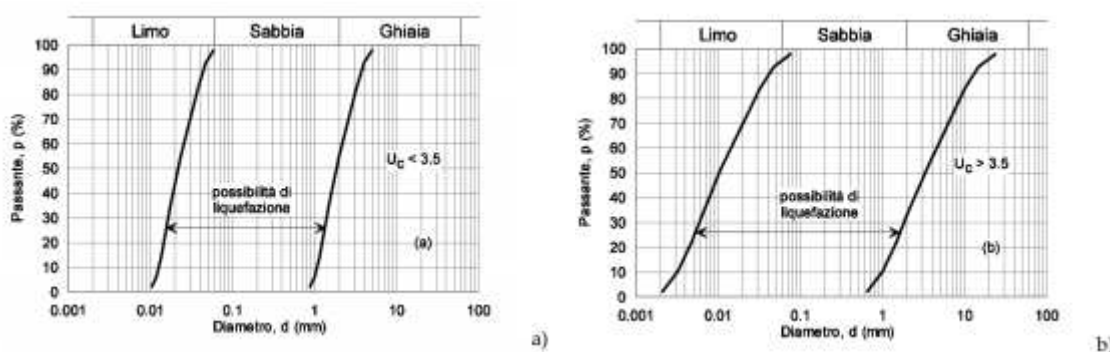 Limo Sabbia Ghiaia
Passante, p (%)
100
90
80
70
60
50
40
30
20
10
0
U_C < 3.5
possibilità di
liquefazione
(a)
0.001 0.01 0.1 1 10 100
Diametro, d (mm)
a)
Limo Sabbia Ghiaia
Passante, p (%)
100
90
80
70
60
50
40
30
20
10
0
U_C > 3.5
possibilità di
liquefazione
(b)
0.001 0.01 0.1 1 10 100
Diametro, d (mm)
b)